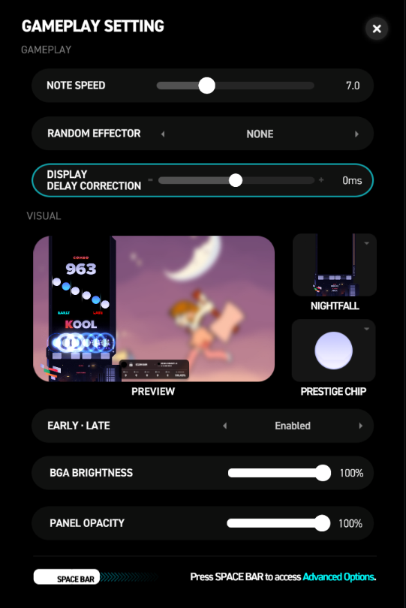 GAMEPLAY SETTING
GAMEPLAY
NOTE SPEED
7.0
RANDOM EFFECTOR
NONE
DISPLAY
DELAY CORRECTION
0ms
VISUAL
COMBO
963
EARLY
KOOL
NIGHTFALL
PREVIEW
PRESTIGE CHIP
EARLY · LATE
Enabled
BGA BRIGHTNESS
100%
PANEL OPACITY
100%
SPACE BAR
Press SPACE BAR to access Advanced Options.